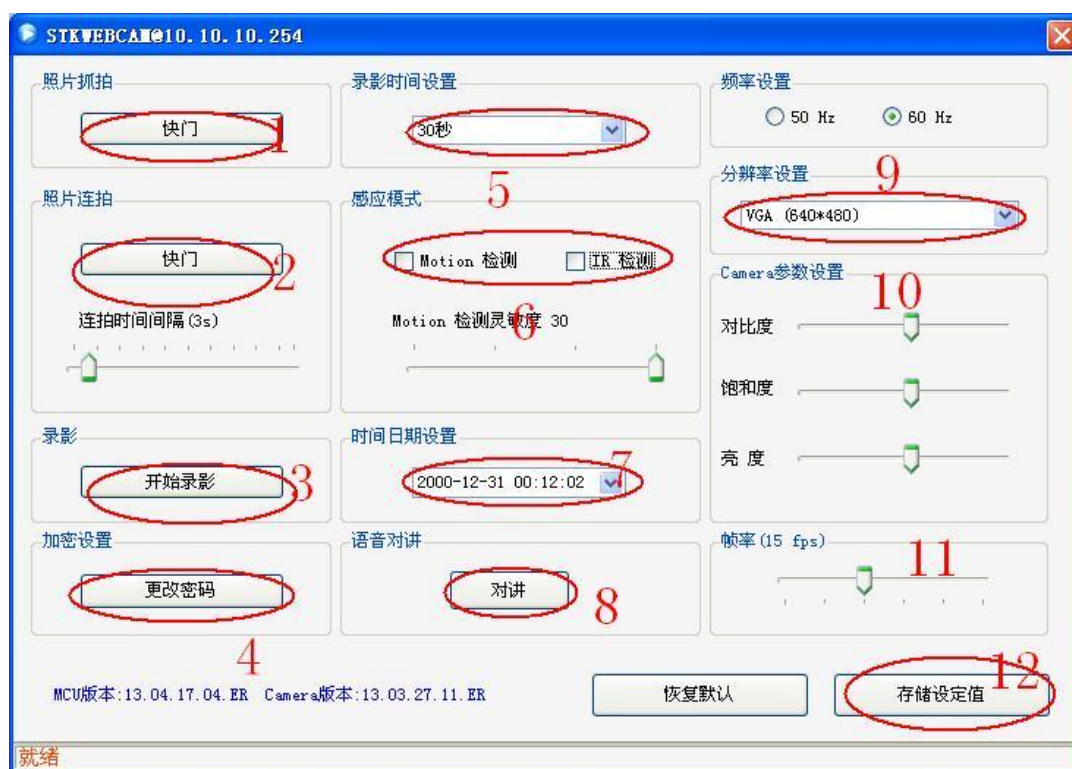 STKWEBCAM@10.10.10.254
照片抓拍
快门
1
录影时间设置
30秒
5
频率设置
50 Hz
60 Hz
分辨率设置
9
VGA (640*480)
照片连拍
快门
2
连拍时间间隔(3s)
感应模式
Motion 检测
IR 检测
6
Motion 检测灵敏度 30
Camera参数设置
10
对比度
饱和度
亮 度
录影
开始录影
3
时间日期设置
7
2000-12-31 00:12:02
加密设置
更改密码
4
语音对讲
对讲
8
帧率(15 fps)
11
MCU版本:13.04.17.04.ER Camera版本:13.03.27.11.ER
恢复默认
存储设定值
12
就绪